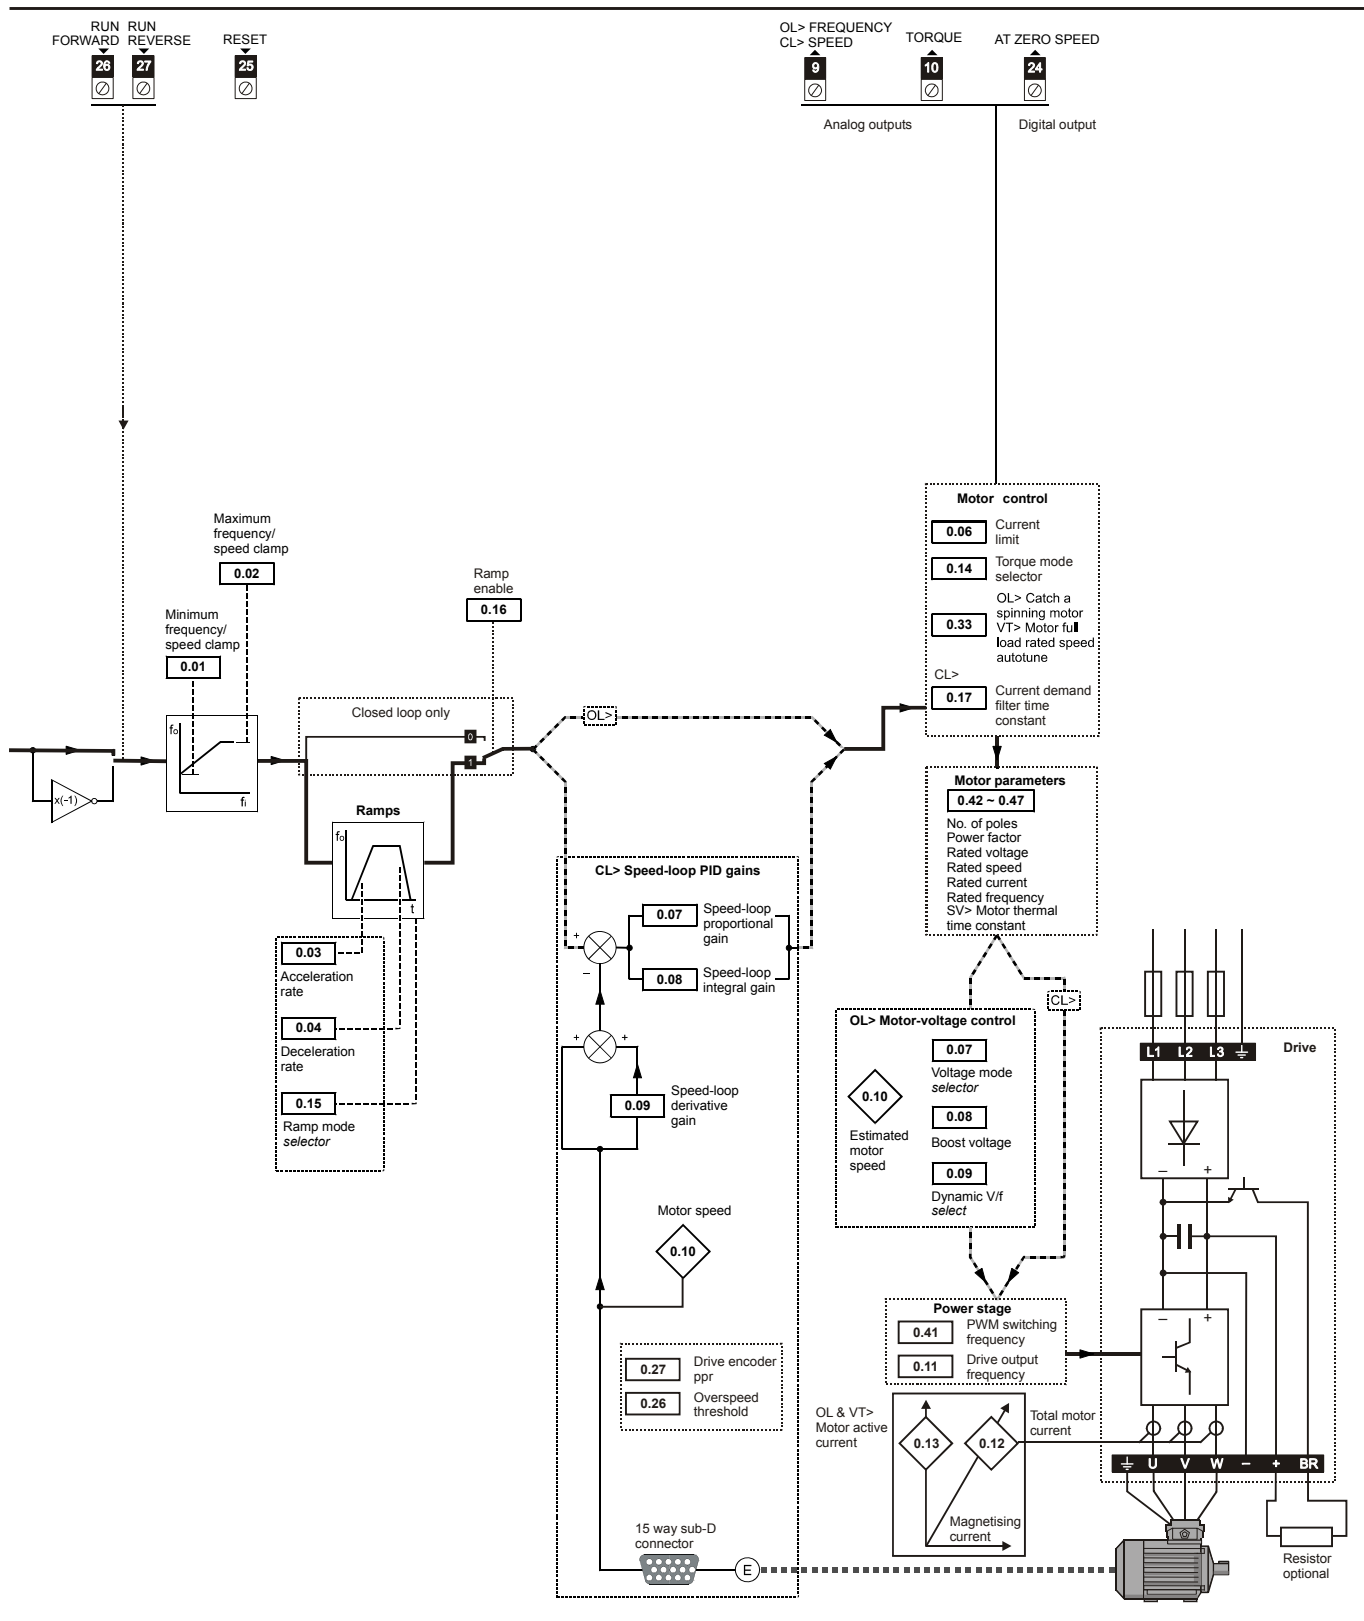 RUN RUN
FORWARD REVERSE
RESET
26 27 25
OL> FREQUENCY
CL> SPEED
TORQUE
AT ZERO SPEED
9 10 24
Analog outputs
Digital output
Maximum
frequency/
speed clamp
0.02
Minimum
frequency/
speed clamp
0.01
Ramp
enable
0.16
Motor control
0.06 Current
limit
0.14 Torque mode
selector
0.33 OL> Catch a
spinning motor
VT> Motor full
load rated speed
autotune
CL>
0.17 Current demand
filter time
constant
Closed loop only
0
1
OL>
x(-1)
fo
fi
Ramps
fo
t
0.03
Acceleration
rate
0.04
Deceleration
rate
0.15
Ramp mode
selector
Motor parameters
0.42 ~ 0.47
No. of poles
Power factor
Rated voltage
Rated speed
Rated current
Rated frequency
SV> Motor thermal
time constant
CL> Speed-loop PID gains
0.07 Speed-loop
proportional
gain
0.08 Speed-loop
integral gain
+
–
+ +
0.09 Speed-loop
derivative
gain
Motor speed
0.10
0.27 Drive encoder
ppr
0.26 Overspeed
threshold
15 way sub-D
connector
E
CL>
OL> Motor-voltage control
0.07
Voltage mode
selector
0.10
Estimated
motor
speed
0.08
Boost voltage
0.09
Dynamic V/f
select
Power stage
0.41 PWM switching
frequency
0.11 Drive output
frequency
OL & VT>
Motor active
current
0.13 0.12
Total motor
current
Magnetising
current
L1 L2 L3
Drive
– +
– +
U V W – + BR
Resistor
optional